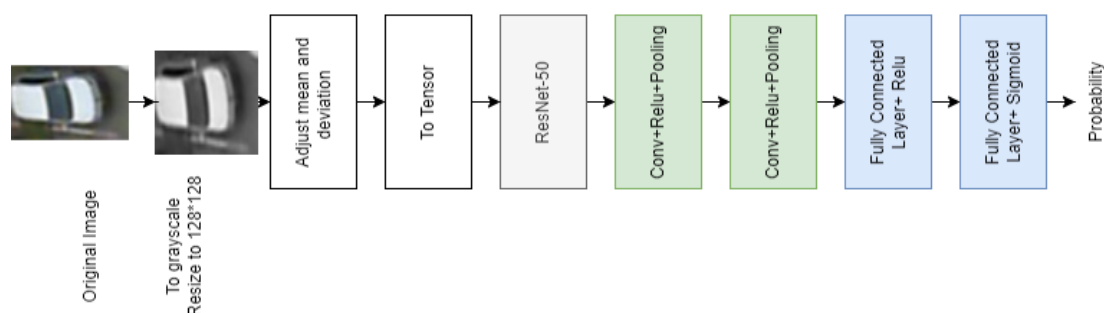 Original Image
To grayscale
Resize to 128*128
Adjust mean and
deviation
To Tensor
ResNet-50
Conv+Relu+Pooling
Conv+Relu+Pooling
Fully Connected
Layer+ Relu
Fully Connected
Layer+ Sigmoid
Probability